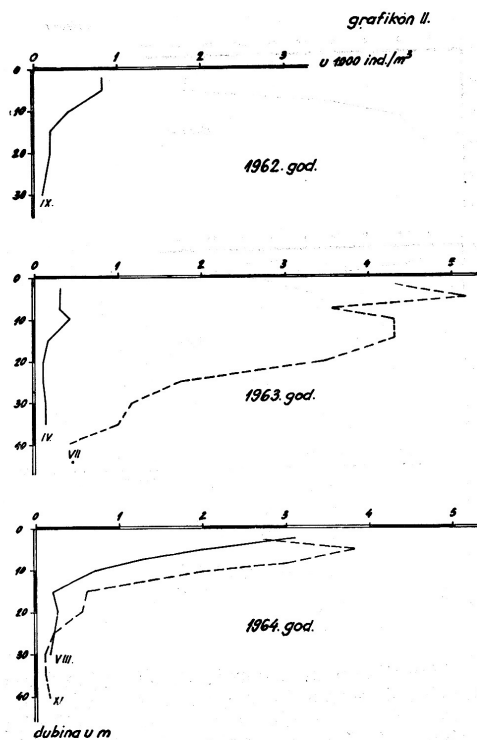 grafikon II.
u 1000 ind./m³
0 1 2 3
0
10
20
30
IX.
1962. god.
0 1 2 3 4 5
0
10
20
30
40
IV.
VII
1963. god.
0 1 2 3 4 5
0
10
20
30
40
VIII.
XI
1964. god.
dubina u m